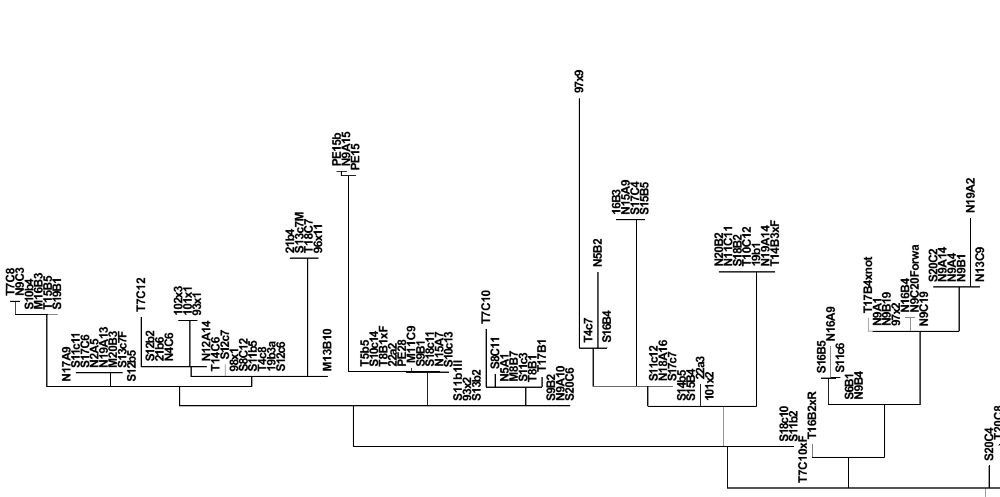 T7C8
N9C3
S10b4
M16B3
T15B5
S19B1
N17A9
S11c11
S17C6
N2A5
N19A13
M20B3
S13c7F
S12b5
T7C12
S12b2
21b6
N4C6
102x3
101x1
93x1
N12A14
T14C6
S12c7
98x1
S8C12
S11b5
T4c8
19b3a
S12c6
21b4
S13c7M
T18C7
96x11
M13B10
PE15b
N9A15
PE15
T5b5
S10c14
T8B1xF
22a2
PE28
M11C9
S9B1
S18c11
N15A7
S10c13
S11b1II
93x2
S13b2
T7C10
S8C11
N5A1
M8B7
S11c3
T8B1
T17B1
S9B2
N9A10
S20C6
97x9
T4c7
N5B2
S16B4
16B3
N15A9
S17C4
S15B5
S11c12
N18A16
S17c7
S14b5
S15B4
22a3
101x2
N20B2
N11C11
S18B2
T10C12
19b1
N19A14
T14B3xF
S18c10
S11b2
T7C10xF
T16B2xR
S16B5
N16A9
S11c6
S6B1
N9B4
T17B4xnot
N9A1
N9B19
97x2
N16B4
N9C20Forwa
N9C19
S20C2
N9A14
N9A4
N9B1
N19A2
N13C9
S20C4
T20C8